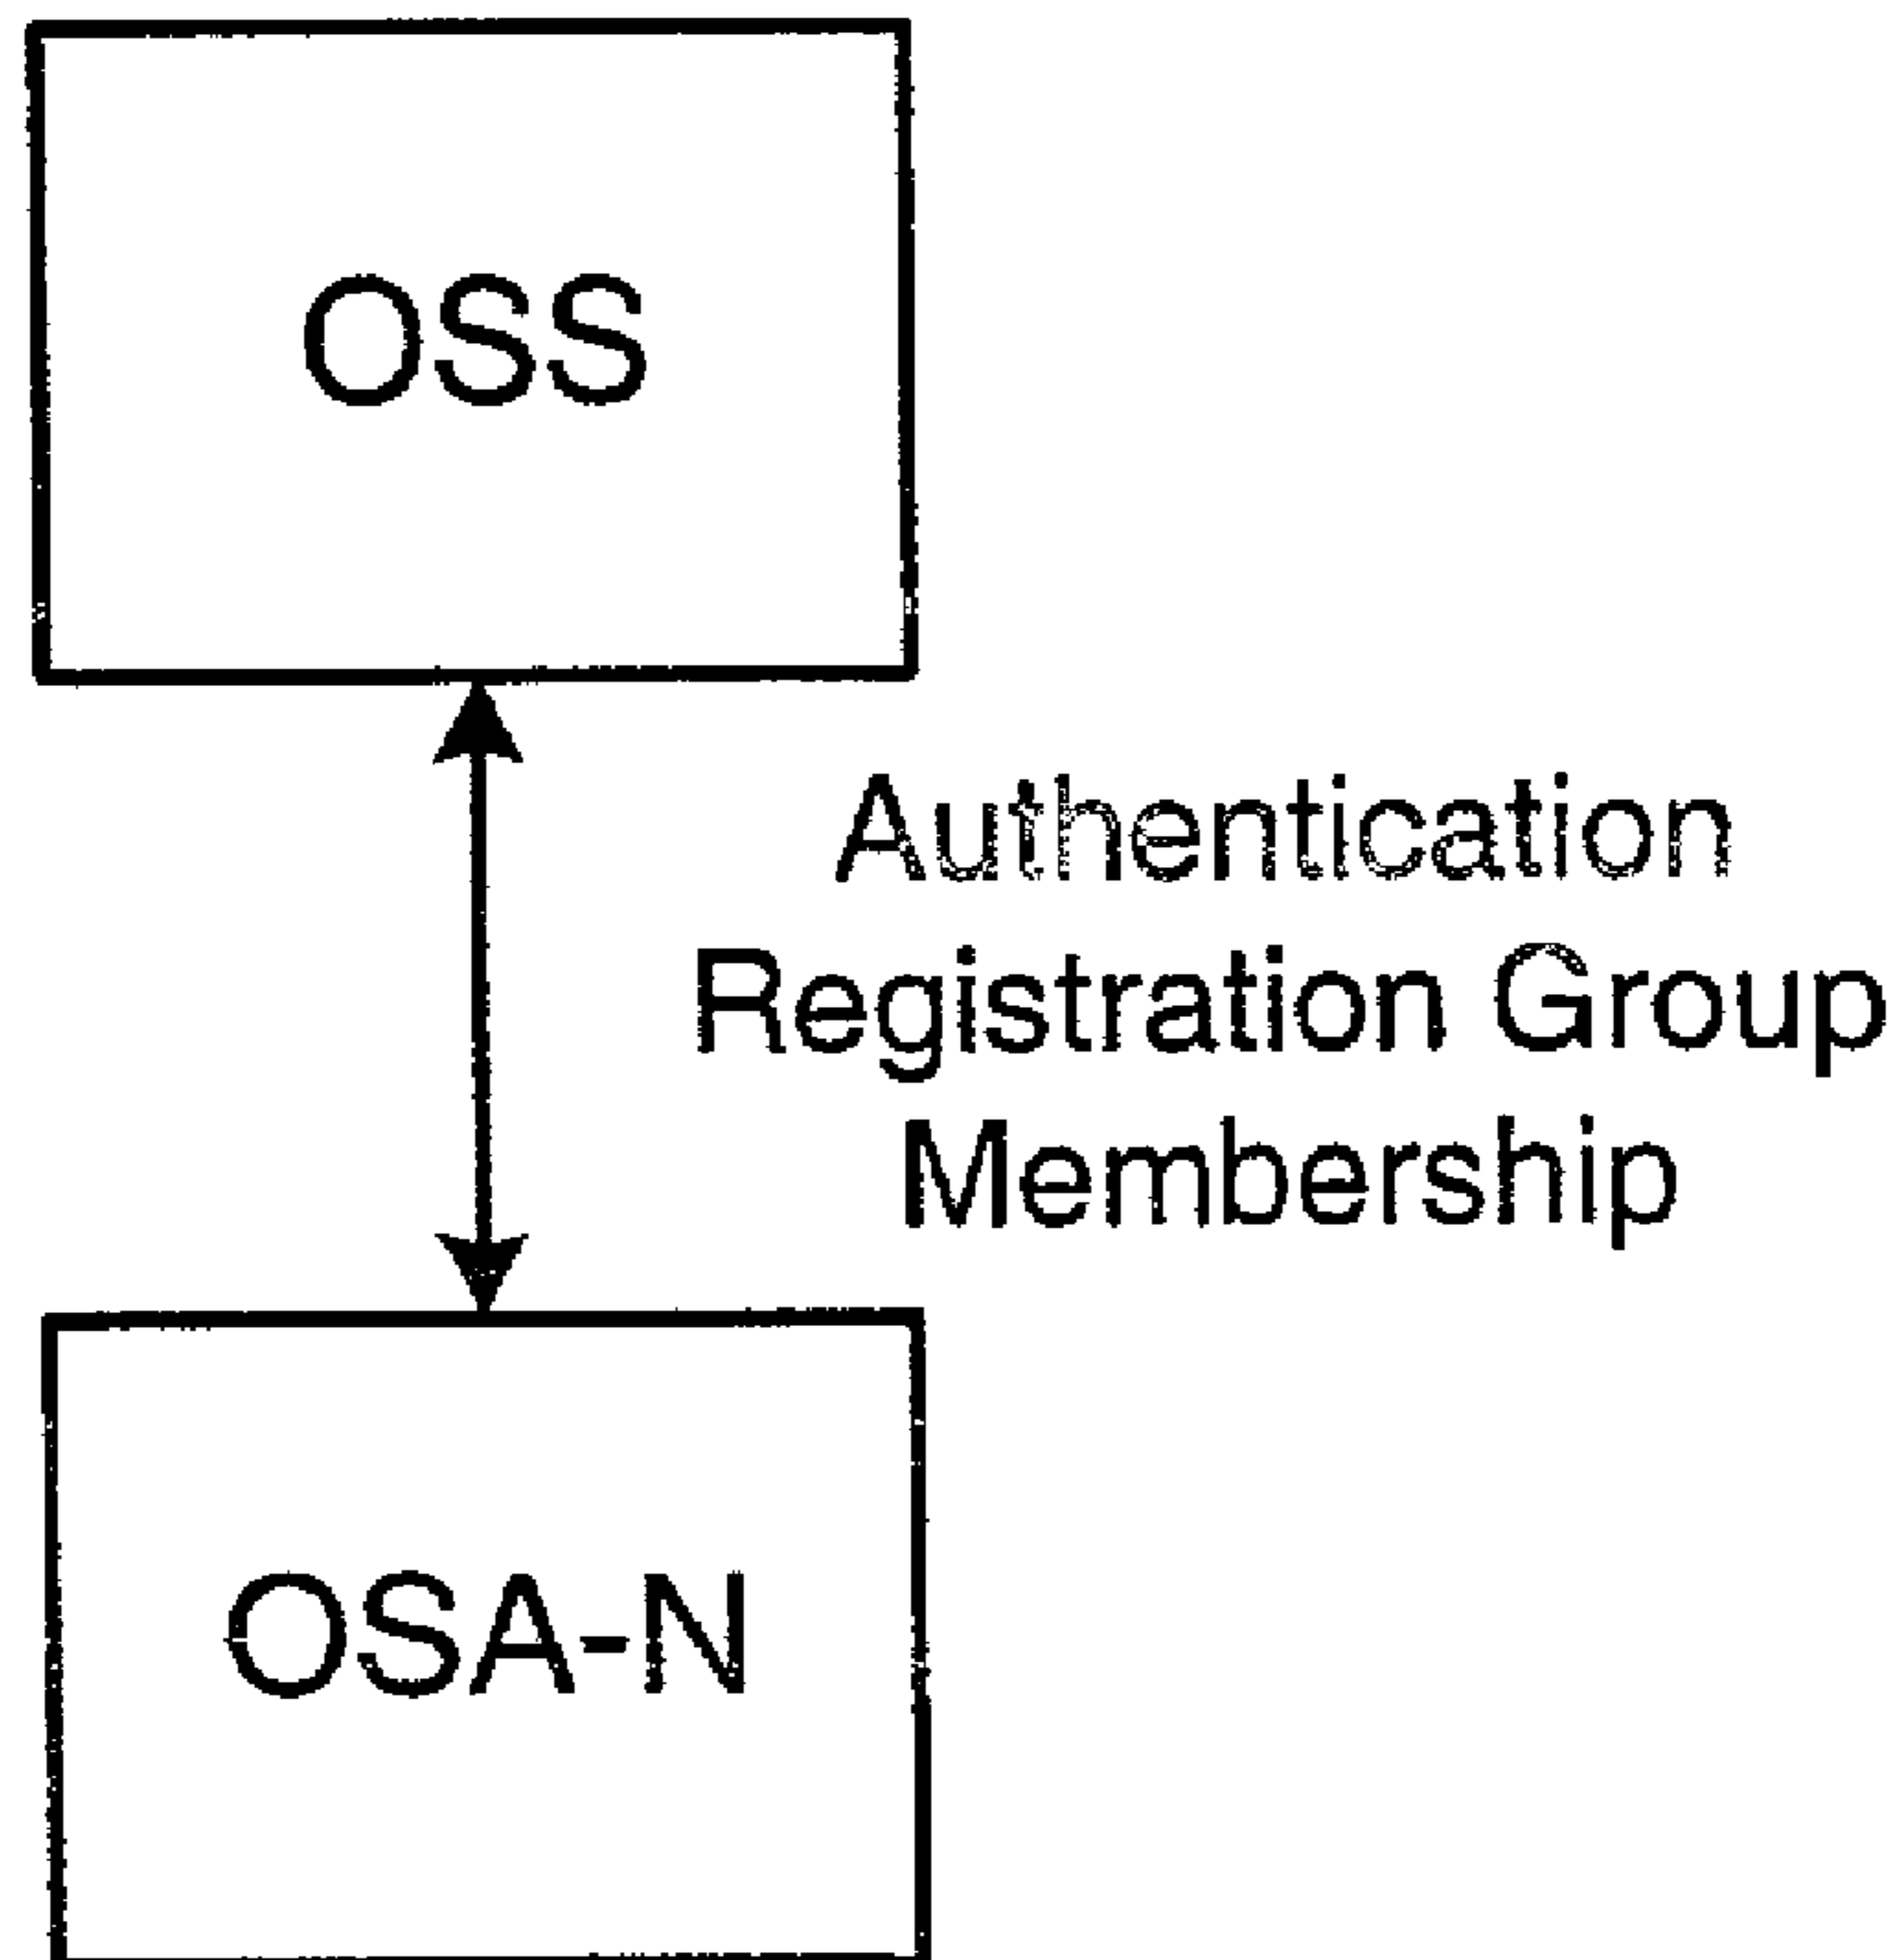 OSS
Authentication
Registration Group
Membership
OSA-N